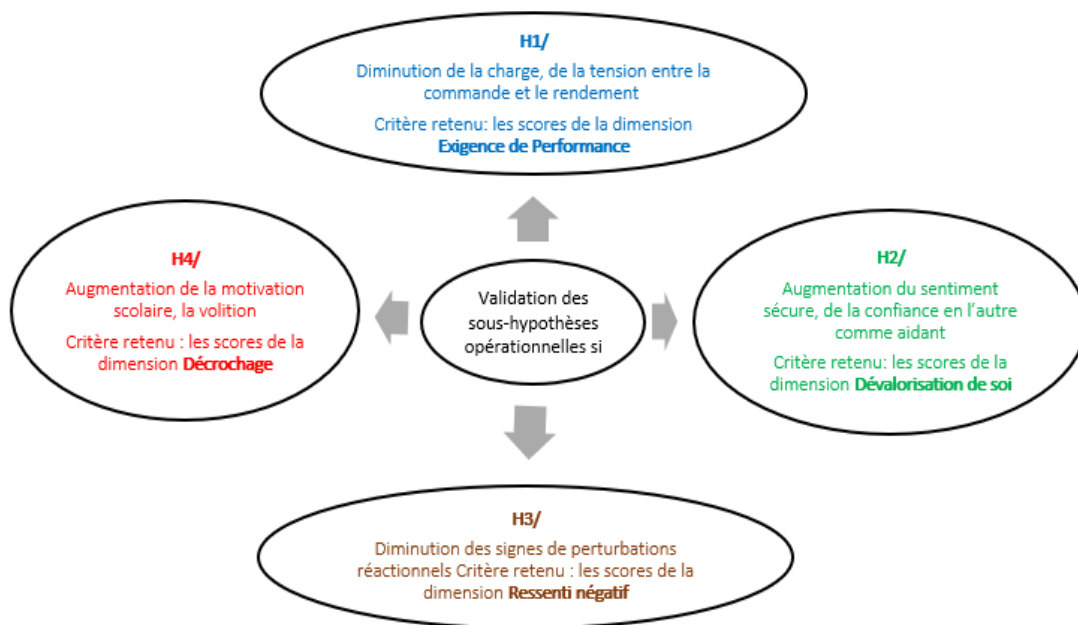 H1/
Diminution de la charge, de la tension entre la
commande et le rendement
Critère retenu: les scores de la dimension
Exigence de Performance
H4/
Augmentation de la motivation
scolaire, la volition
Critère retenu : les scores de la
dimension Décrochage
Validation des
sous-hypothèses
opérationnelles si
H2/
Augmentation du sentiment
sécure, de la confiance en l'autre
comme aidant
Critère retenu: les scores de la
dimension Dévalorisation de soi
H3/
Diminution des signes de perturbations
réactionnels Critère retenu : les scores de la
dimension Ressenti négatif